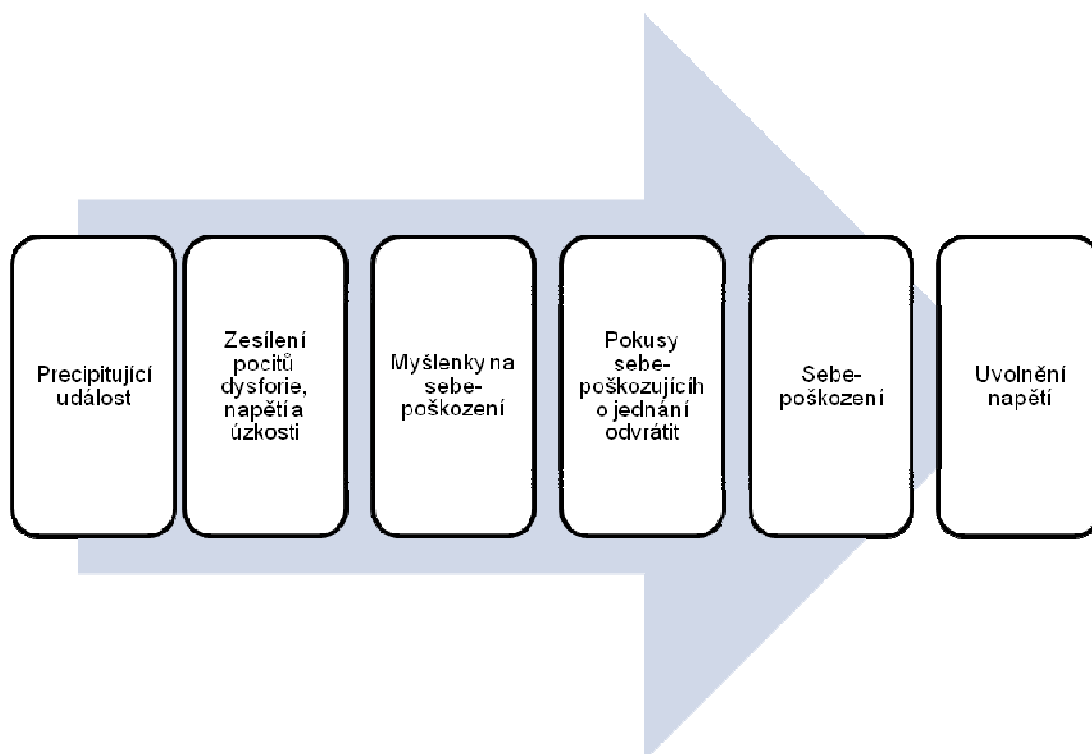 Precipitující
událost
Zesílení
pocitů
dysforie,
napětí a
úzkosti
Myšlenky na
sebe-
poškození
Pokusy
sebe-
poškozujícíh
o jednání
odvrátit
Sebe-
poškození
Uvolnění
napětí